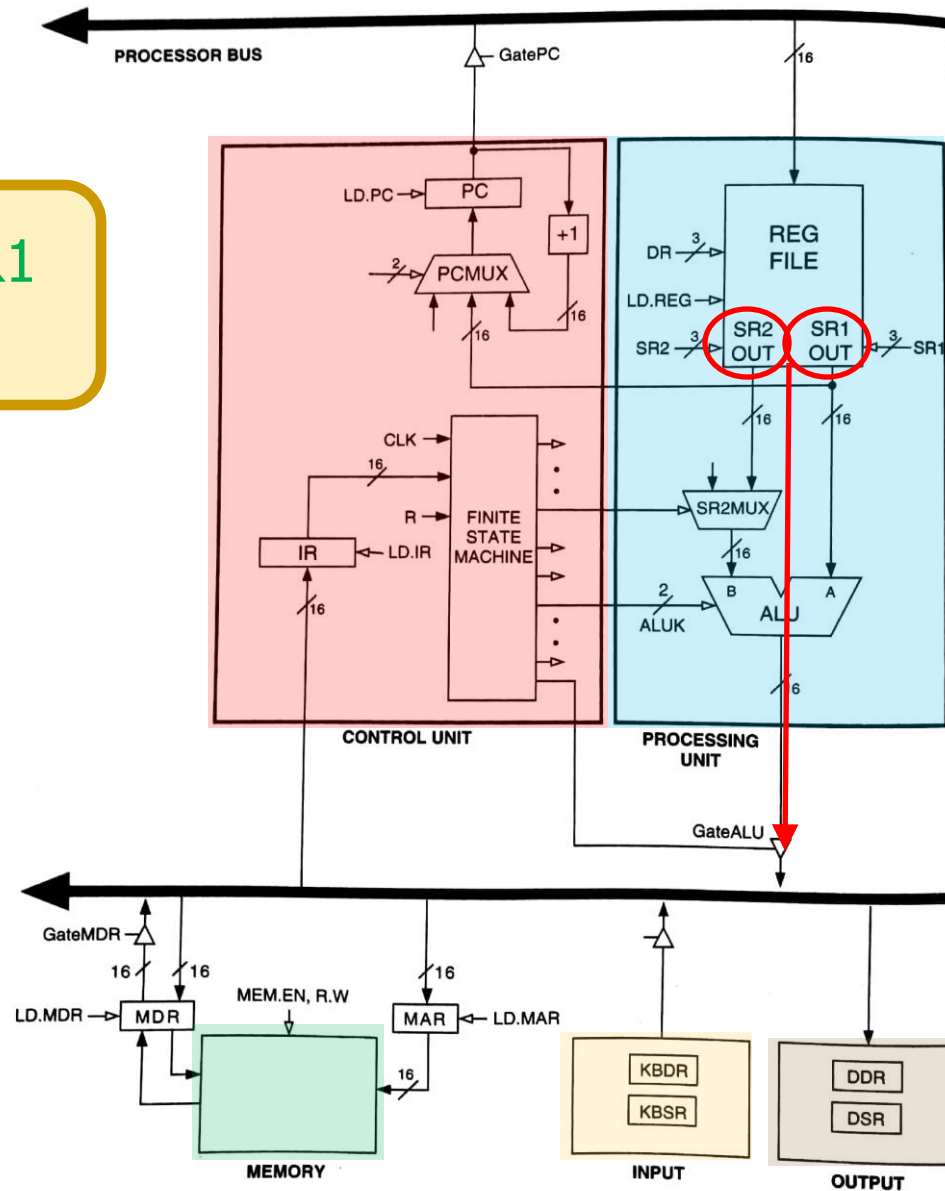 PROCESSOR BUS
GatePC
16
LD.PC
PC
+1
2
PCMUX
16
16
REG
FILE
DR
3
LD.REG
SR2
3
SR2
OUT
SR1
OUT
3
SR1
16
16
CLK
16
R
FINITE
STATE
MACHINE
IR
LD.IR
16
SR2MUX
16
B
A
ALU
2
ALUK
6
CONTROL UNIT
PROCESSING
UNIT
GateALU
GateMDR
16
16
16
LD.MDR
MDR
MEM.EN, R.W
MAR
LD.MAR
16
KBDR
KBSR
DDR
DSR
MEMORY
INPUT
OUTPUT